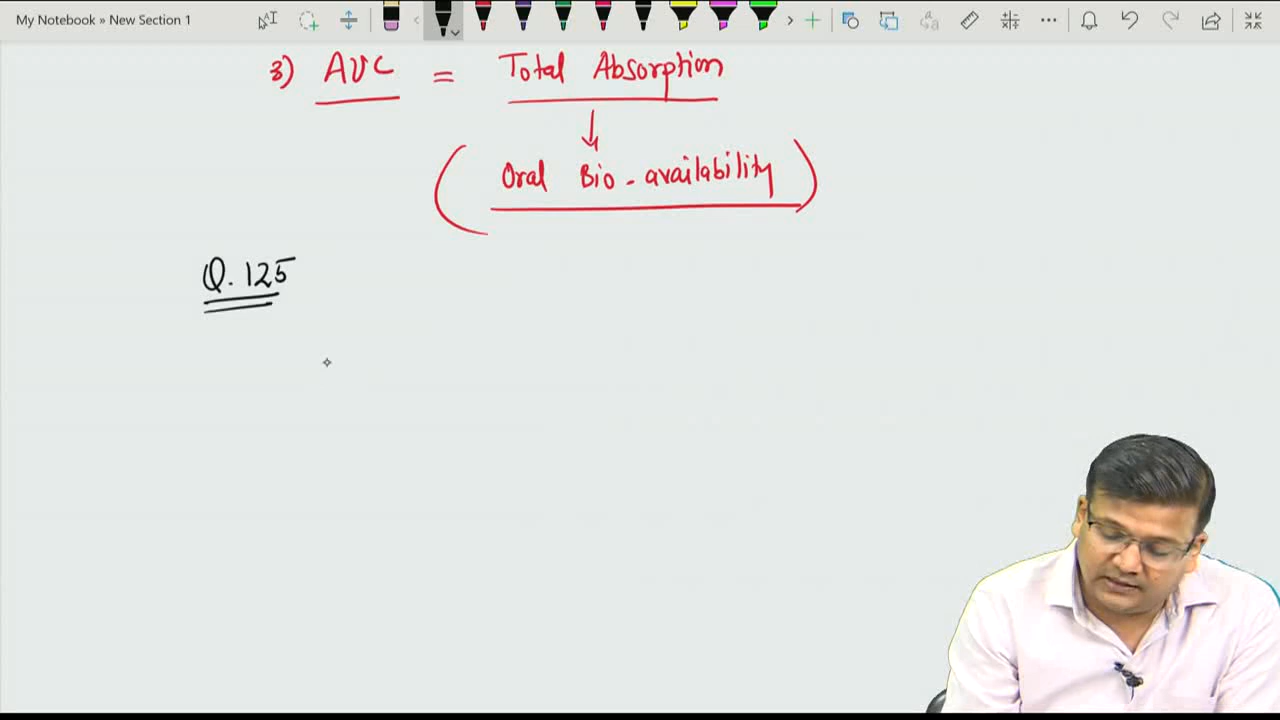 My Notebook » New Section 1
3) AUC = Total Absorption
(Oral Bio-availability)
Q. 125